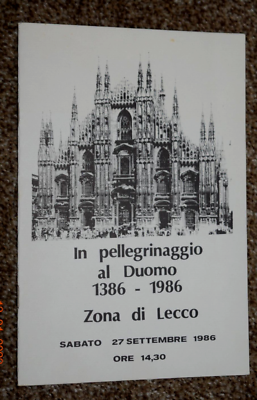 In pellegrinaggio
al Duomo
1386 - 1986
Zona di Lecco
SABATO 27 SETTEMBRE 1986
ORE 14,30